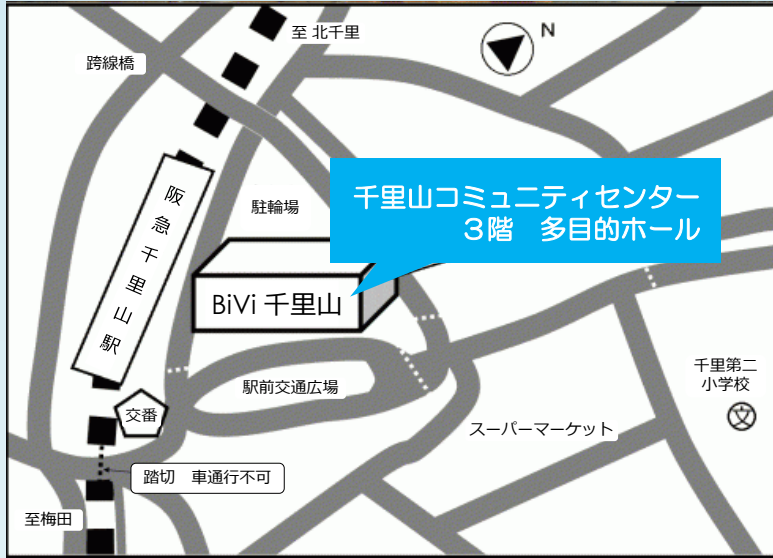 至 北千里
N
跨線橋
千里山コミュニティセンター
3階 多目的ホール
駐輪場
阪急千里山駅
BiVi 千里山
駅前交通広場
千里第二
小学校
文
交番
スーパーマーケット
踏切 車通行不可
至梅田